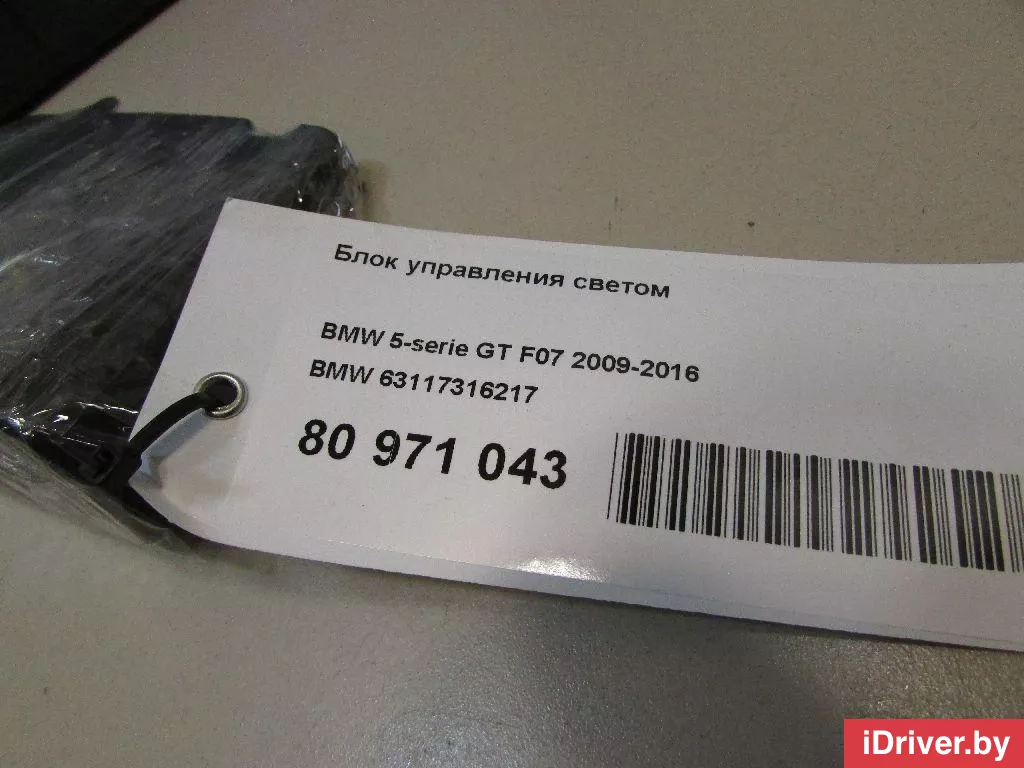 Блок управления светом
BMW 5-serie GT F07 2009-2016
BMW 63117316217
80 971 043
iDriver.by